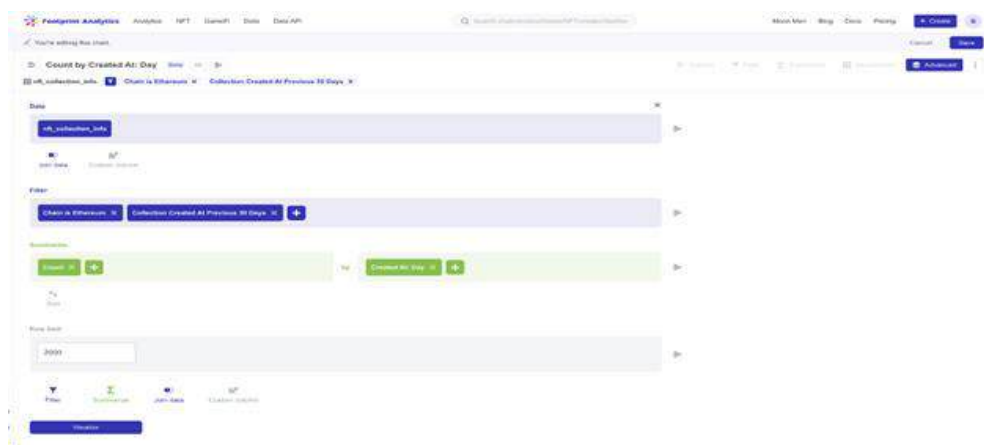 Footprint Analytics Analytics NFT GameFi Data Data API
Moon Men Blog Docs Pricing + Create
You're editing this chart.
Cancel Save
Count by Created At: Day Beta
Advanced
nft_collection_info Chain is Ethereum × Collection Created At Previous 30 Days ×
Data
nft_collection_info
Join data Custom column
Filter
Chain is Ethereum × Collection Created At Previous 30 Days × +
Summarize
Count × + by Created At: Day × +
Sort
Row limit
2000
Filter Summarize Join data Custom column
Visualize